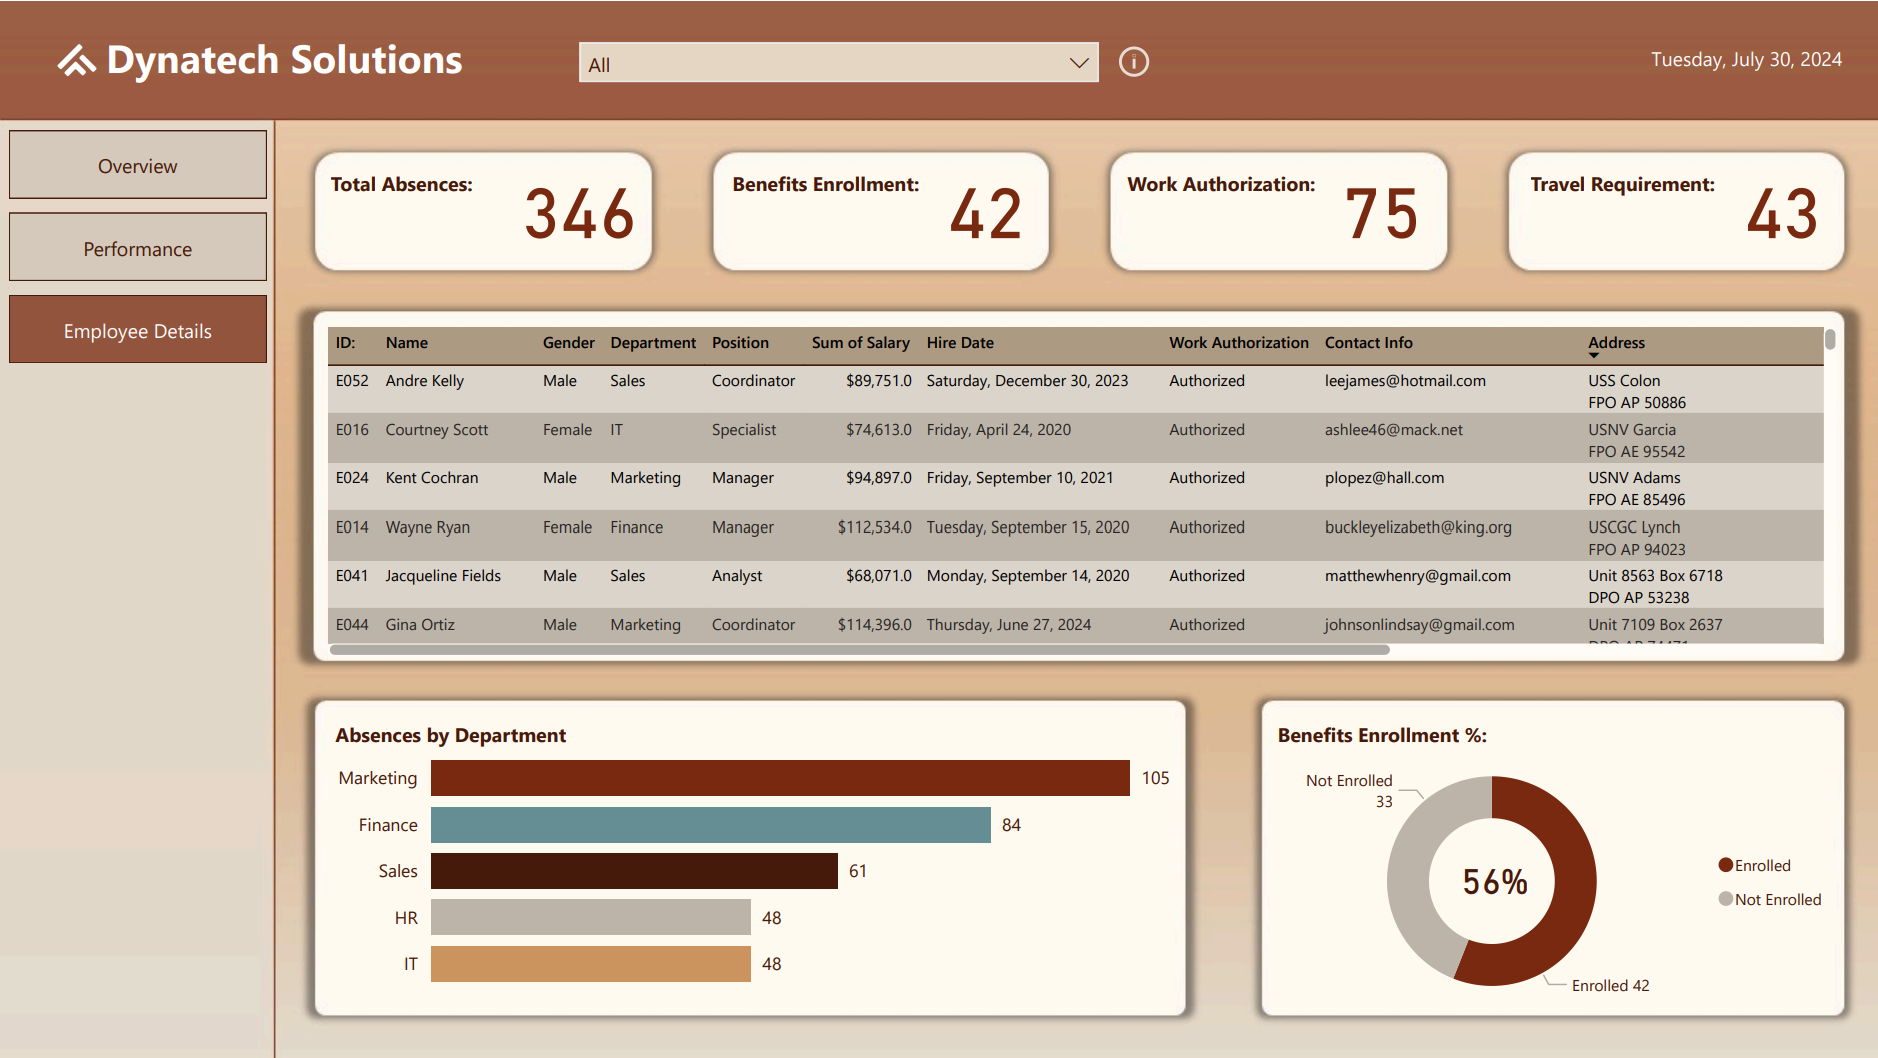 Dynatech Solutions
All
Tuesday, July 30, 2024
Overview
Performance
Employee Details
Total Absences:
346
Benefits Enrollment:
42
Work Authorization:
75
Travel Requirement:
43
ID: Name Gender Department Position Sum of Salary Hire Date Work Authorization Contact Info Address
E052 Andre Kelly Male Sales Coordinator $89,751.0 Saturday, December 30, 2023 Authorized leejames@hotmail.com USS Colon
FPO AP 50886
E016 Courtney Scott Female IT Specialist $74,613.0 Friday, April 24, 2020 Authorized ashlee46@mack.net USNV Garcia
FPO AE 95542
E024 Kent Cochran Male Marketing Manager $94,897.0 Friday, September 10, 2021 Authorized plopez@hall.com USNV Adams
FPO AE 85496
E014 Wayne Ryan Female Finance Manager $112,534.0 Tuesday, September 15, 2020 Authorized buckleyelizabeth@king.org USCGC Lynch
FPO AP 94023
E041 Jacqueline Fields Male Sales Analyst $68,071.0 Monday, September 14, 2020 Authorized matthewhenry@gmail.com Unit 8563 Box 6718
DPO AP 53238
E044 Gina Ortiz Male Marketing Coordinator $114,396.0 Thursday, June 27, 2024 Authorized johnsonlindsay@gmail.com Unit 7109 Box 2637
Absences by Department
Marketing 105
Finance 84
Sales 61
HR 48
IT 48
Benefits Enrollment %:
Not Enrolled
33
56%
Enrolled 42
Enrolled
Not Enrolled